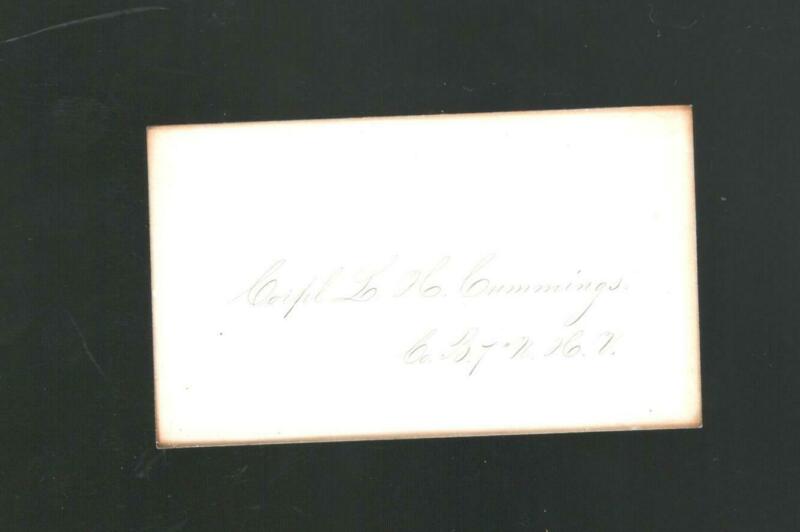 Corpl L. H. Cummings.
Co. B. 7th N. H. V.